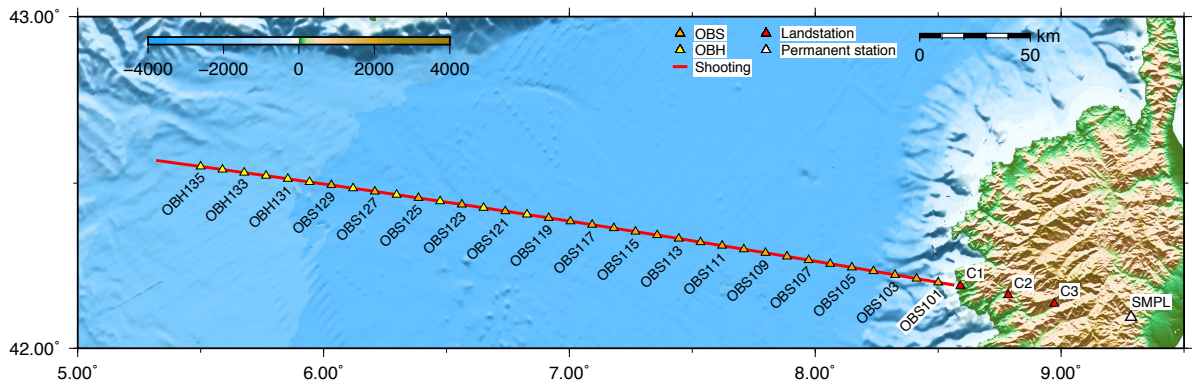 43.00°
OBS
OBH
Shooting
Landstation
Permanent station
km
0
50
−4000
−2000
0
2000
4000
OBH135
OBH133
OBH131
OBS129
OBS127
OBS125
OBS123
OBS121
OBS119
OBS117
OBS115
OBS113
OBS111
OBS109
OBS107
OBS105
OBS103
OBS101
C1
C2
C3
SMPL
42.00°
5.00°
6.00°
7.00°
8.00°
9.00°